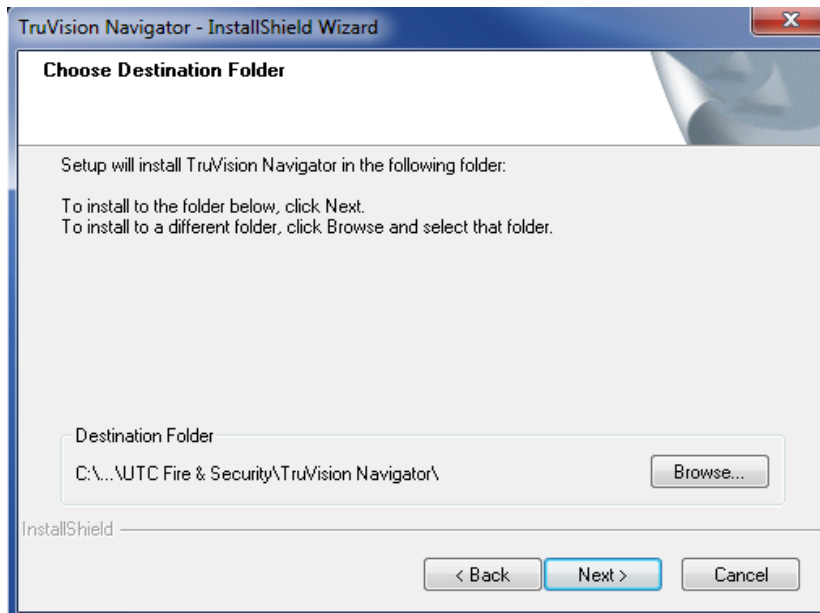 TruVision Navigator - InstallShield Wizard
Choose Destination Folder
Setup will install TruVision Navigator in the following folder:
To install to the folder below, click Next.
To install to a different folder, click Browse and select that folder.
Destination Folder
C:\...\UTC Fire & Security\TruVision Navigator\
Browse...
InstallShield
< Back
Next >
Cancel